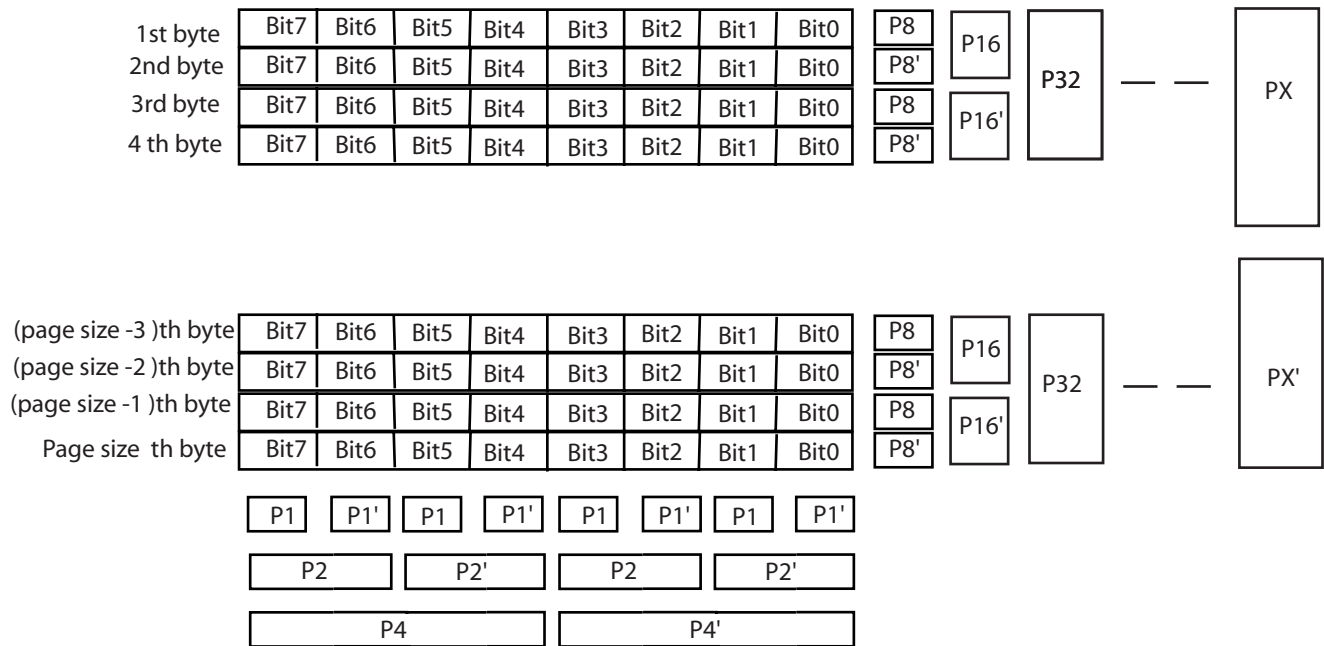 1st byte Bit7 Bit6 Bit5 Bit4 Bit3 Bit2 Bit1 Bit0 P8 P16 P32 — — PX
2nd byte Bit7 Bit6 Bit5 Bit4 Bit3 Bit2 Bit1 Bit0 P8'
3rd byte Bit7 Bit6 Bit5 Bit4 Bit3 Bit2 Bit1 Bit0 P8 P16'
4 th byte Bit7 Bit6 Bit5 Bit4 Bit3 Bit2 Bit1 Bit0 P8'
(page size -3 )th byte Bit7 Bit6 Bit5 Bit4 Bit3 Bit2 Bit1 Bit0 P8 P16 P32 — — PX'
(page size -2 )th byte Bit7 Bit6 Bit5 Bit4 Bit3 Bit2 Bit1 Bit0 P8'
(page size -1 )th byte Bit7 Bit6 Bit5 Bit4 Bit3 Bit2 Bit1 Bit0 P8 P16'
Page size th byte Bit7 Bit6 Bit5 Bit4 Bit3 Bit2 Bit1 Bit0 P8'
P1 P1' P1 P1' P1 P1' P1 P1'
P2 P2' P2 P2'
P4 P4'